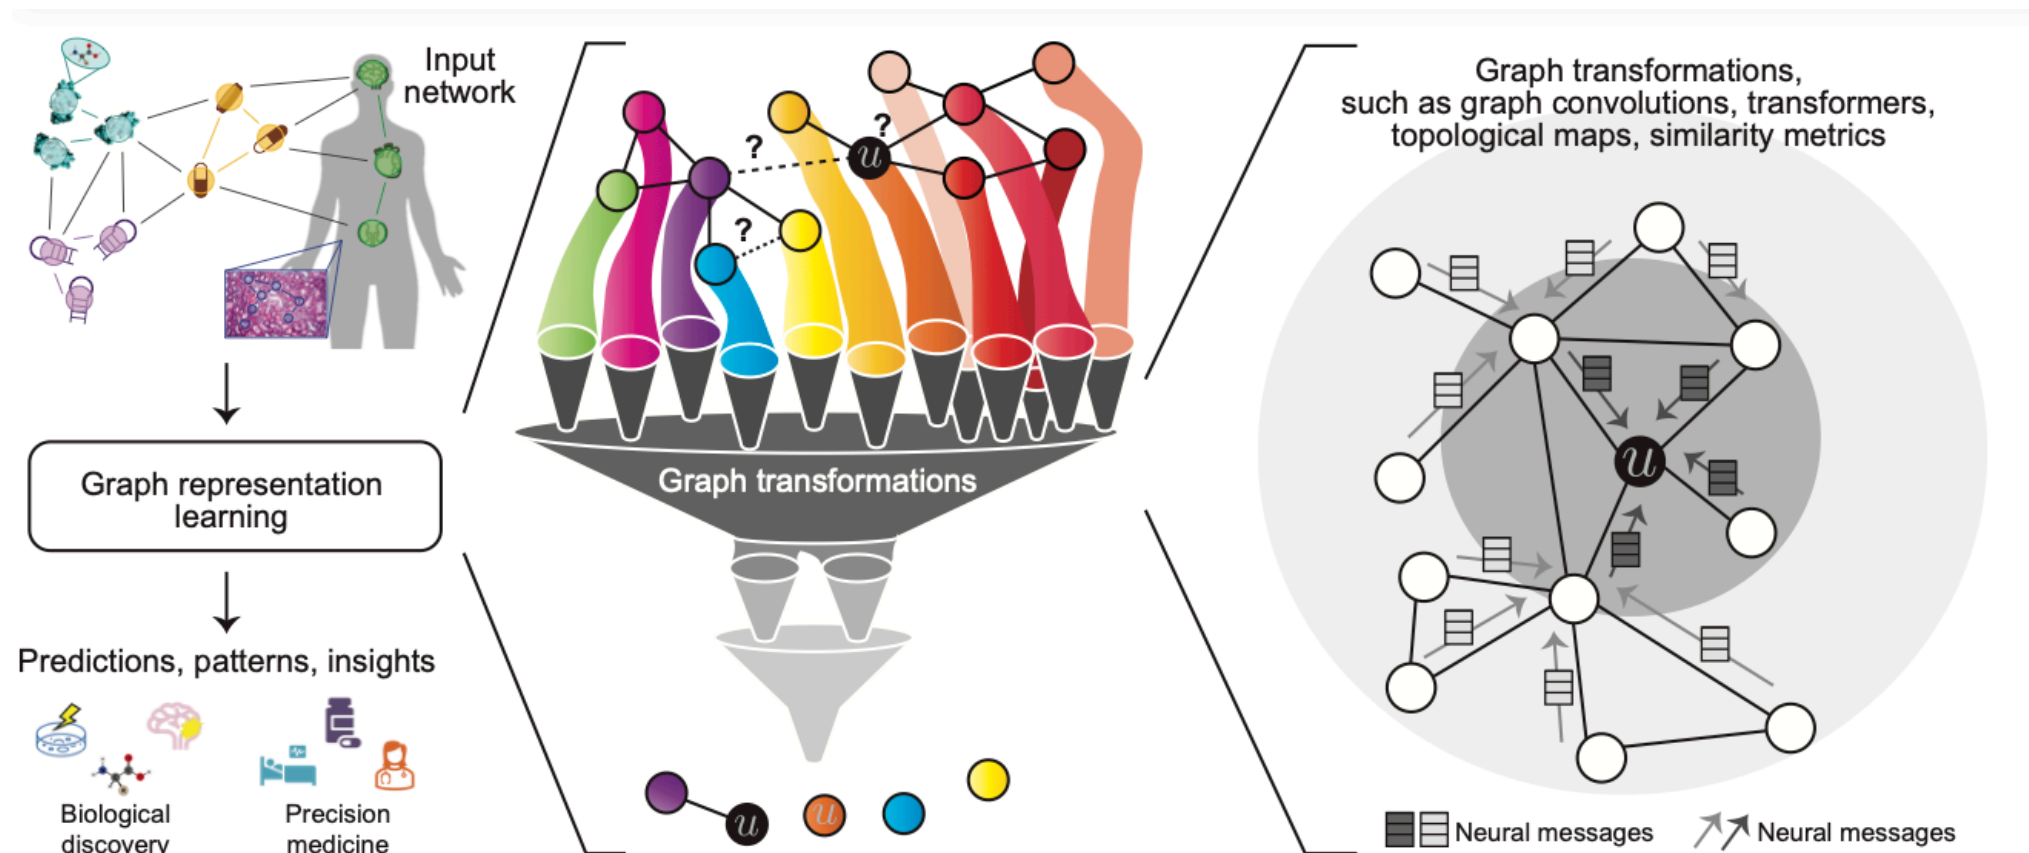 Input
network
Graph representation
learning
Predictions, patterns, insights
Biological
discovery
Precision
medicine
?
?
?
u
Graph transformations
u
u
Graph transformations,
such as graph convolutions, transformers,
topological maps, similarity metrics
u
Neural messages
Neural messages